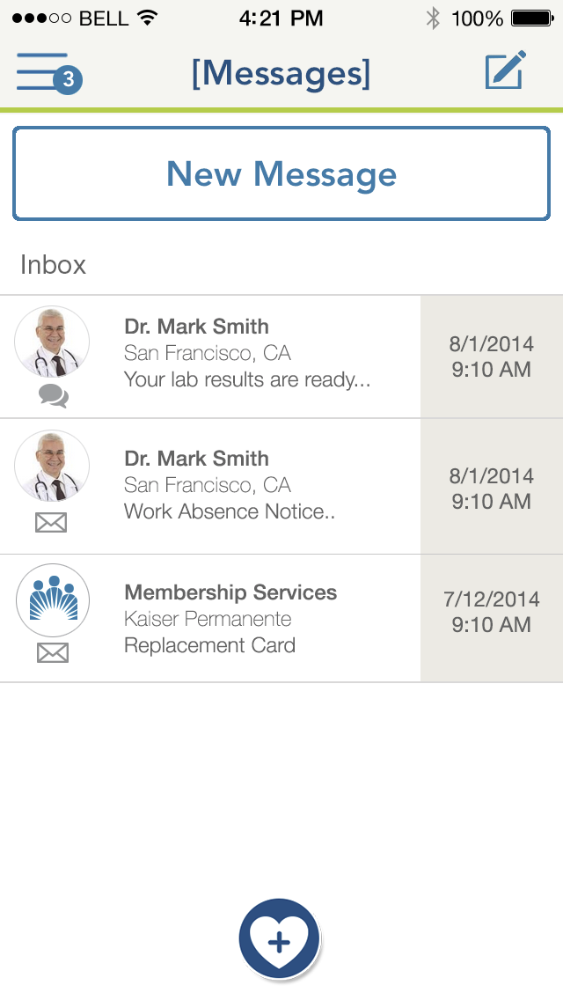 BELL 4:21 PM 100%
3 [Messages]
New Message
Inbox
Dr. Mark Smith
San Francisco, CA
Your lab results are ready...
8/1/2014
9:10 AM
Dr. Mark Smith
San Francisco, CA
Work Absence Notice..
8/1/2014
9:10 AM
Membership Services
Kaiser Permanente
Replacement Card
7/12/2014
9:10 AM